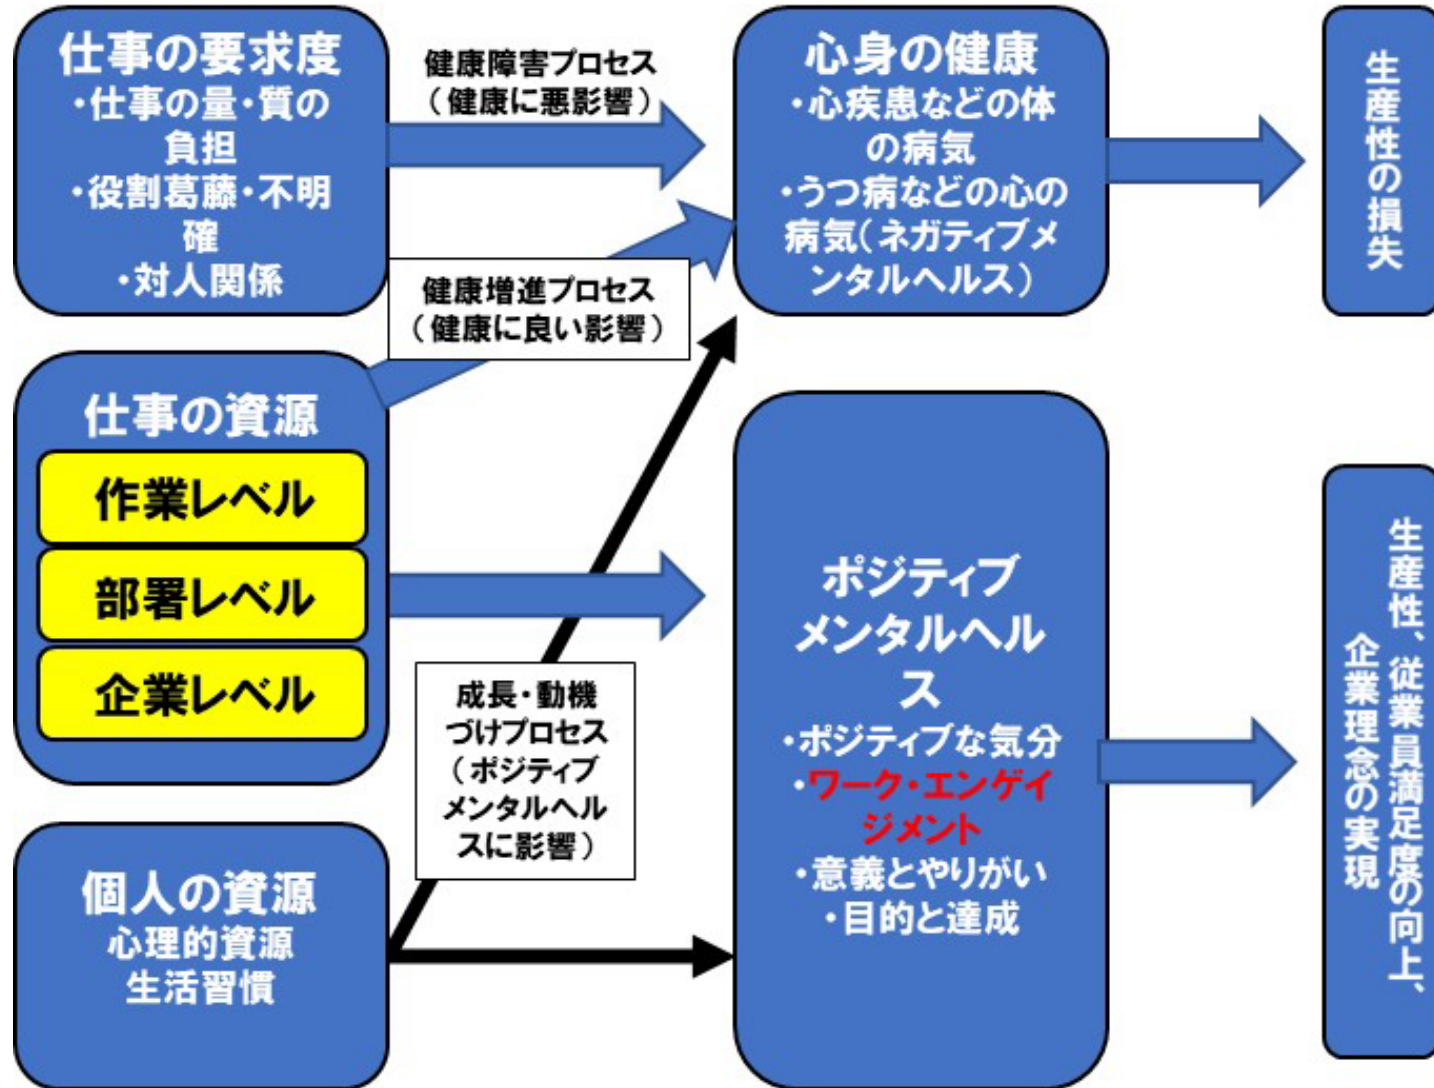 仕事の要求度
・仕事の量・質の
負担
・役割葛藤・不明
確
・対人関係
健康障害プロセス
（健康に悪影響）
心身の健康
・心疾患などの体
の病気
・うつ病などの心の
病気（ネガティブメ
ンタルヘルス）
生産性の損失
健康増進プロセス
（健康に良い影響）
仕事の資源
作業レベル
部署レベル
企業レベル
成長・動機
づけプロセス
（ポジティブ
メンタルヘル
スに影響）
ポジティブ
メンタルヘル
ス
・ポジティブな気分
・ワーク・エンゲイ
ジメント
・意義とやりがい
・目的と達成
生産性、従業員満足度の向上、
企業理念の実現
個人の資源
心理的資源
生活習慣